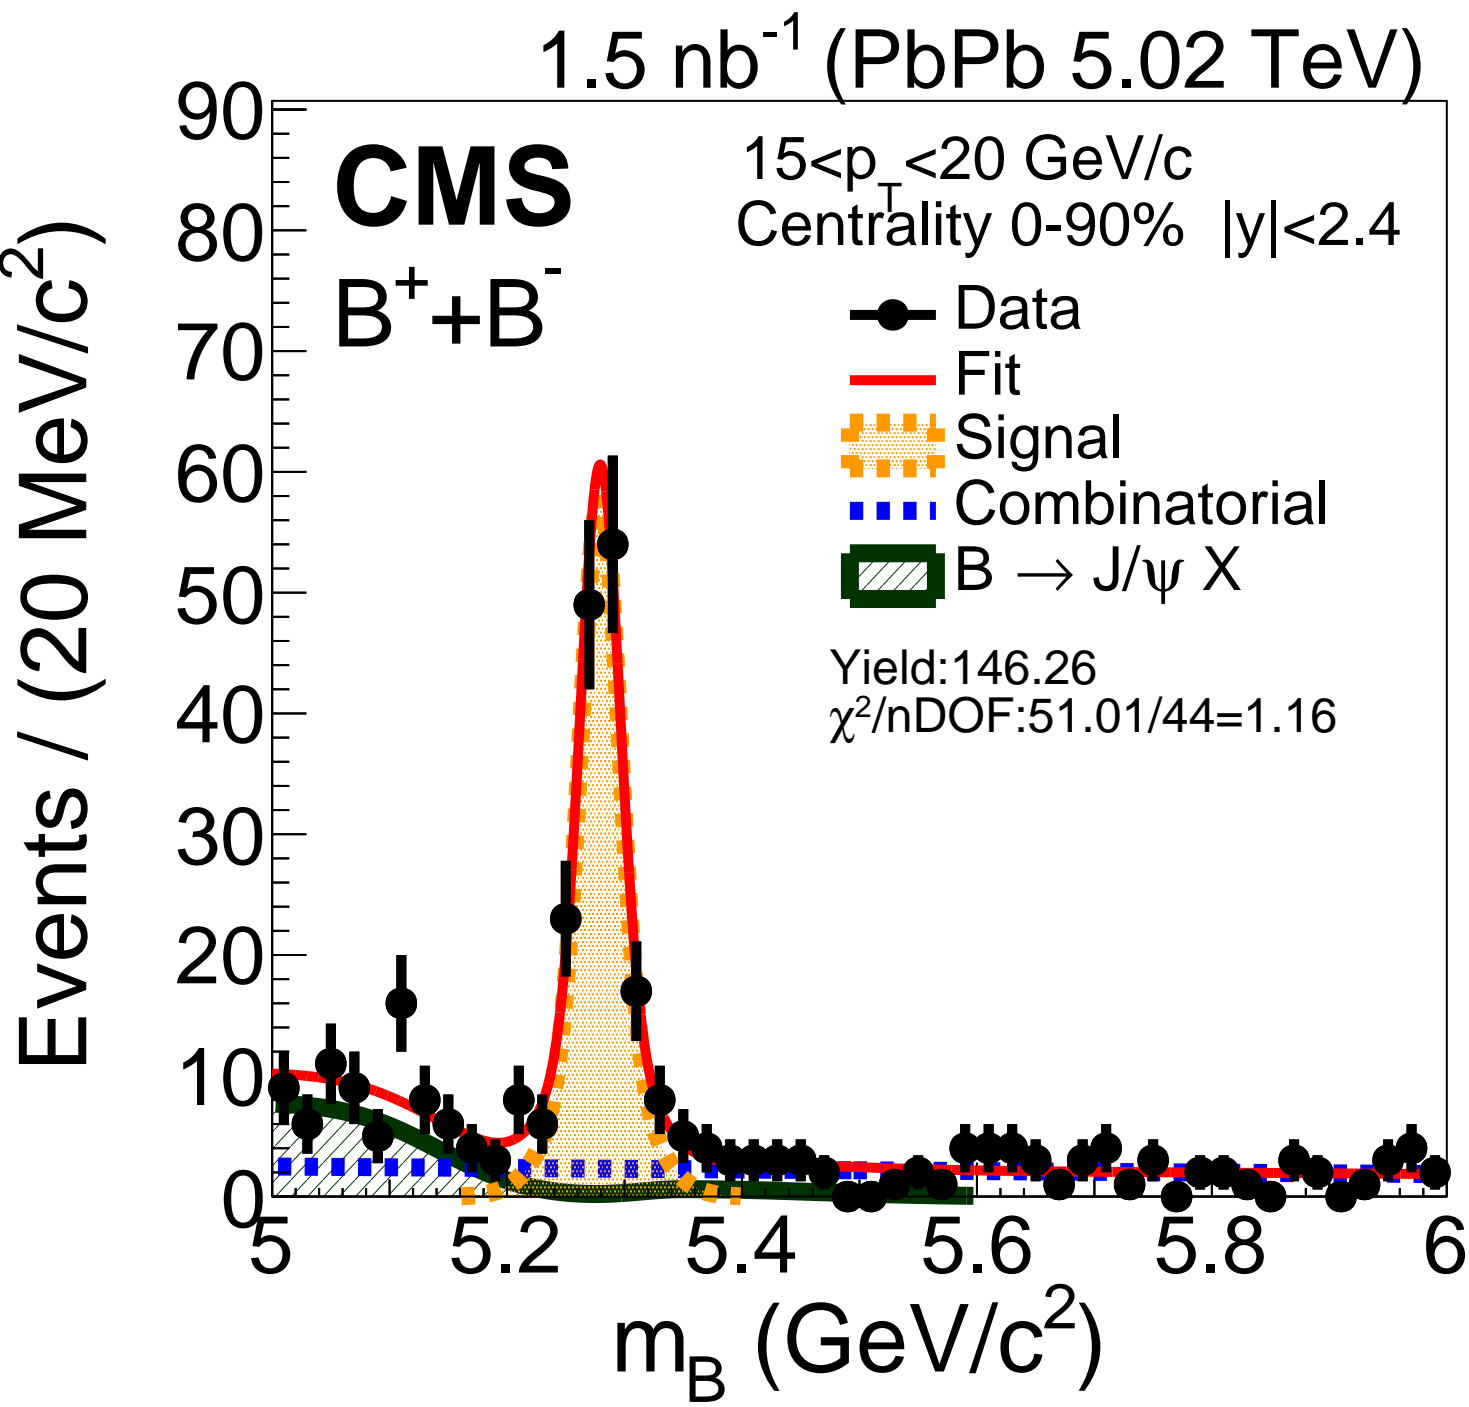 1.5 nb⁻¹ (PbPb 5.02 TeV)
CMS
B⁺+B⁻
15<p_T<20 GeV/c
Centrality 0-90% |y|<2.4
Data
Fit
Signal
Combinatorial
B → J/ψ X
Yield:146.26
χ²/nDOF:51.01/44=1.16
Events / (20 MeV/c²)
90
80
70
60
50
40
30
20
10
0
5 5.2 5.4 5.6 5.8 6
m_B (GeV/c²)